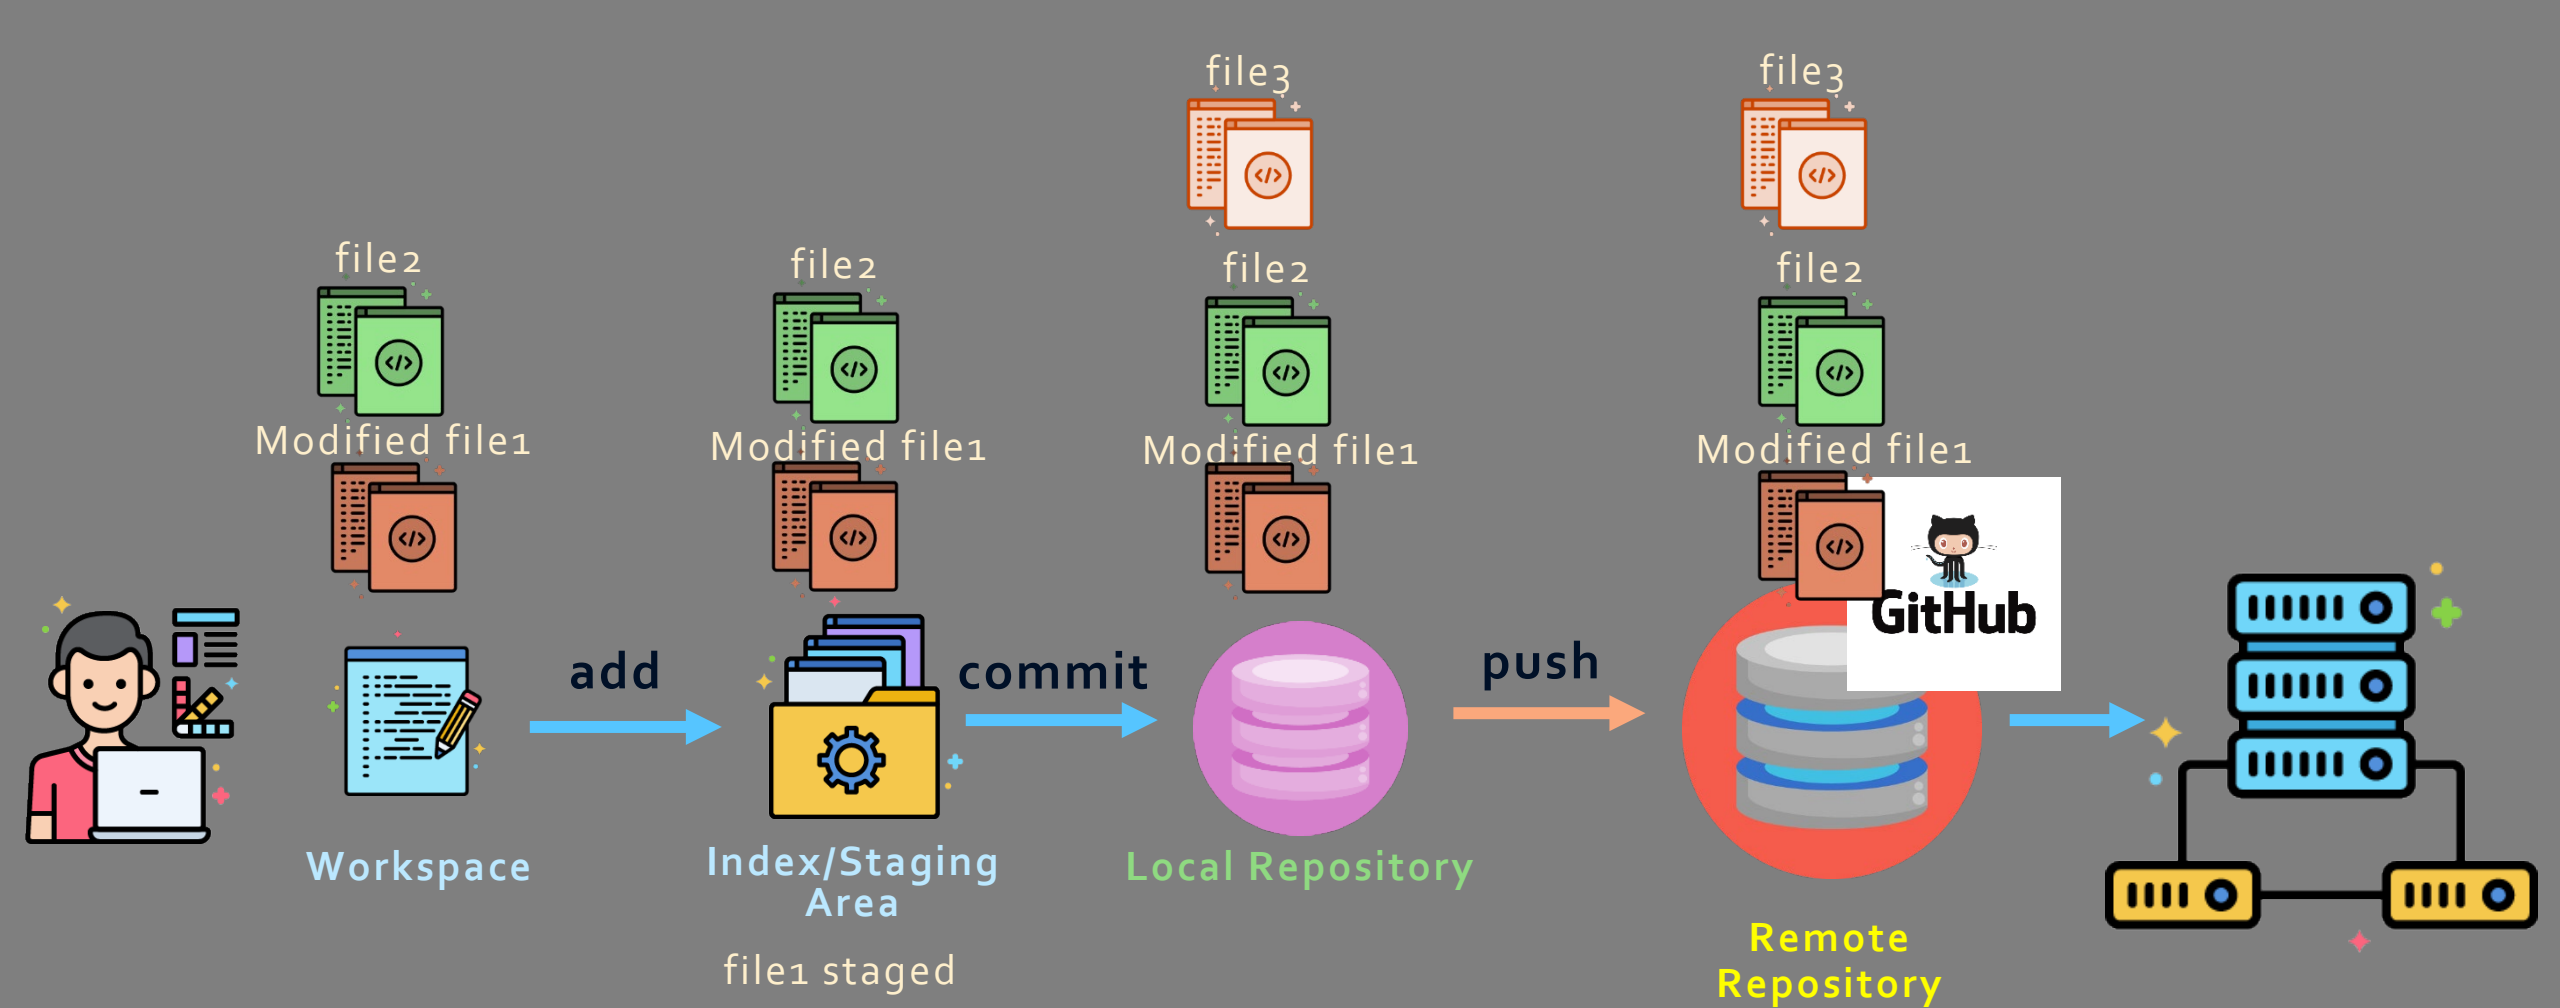 file3
file3
file2
file2
file2
file2
Modified file1
Modified file1
Modified file1
Modified file1
GitHub
add
commit
push
Workspace
Index/Staging
Area
Local Repository
Remote
Repository
file1 staged